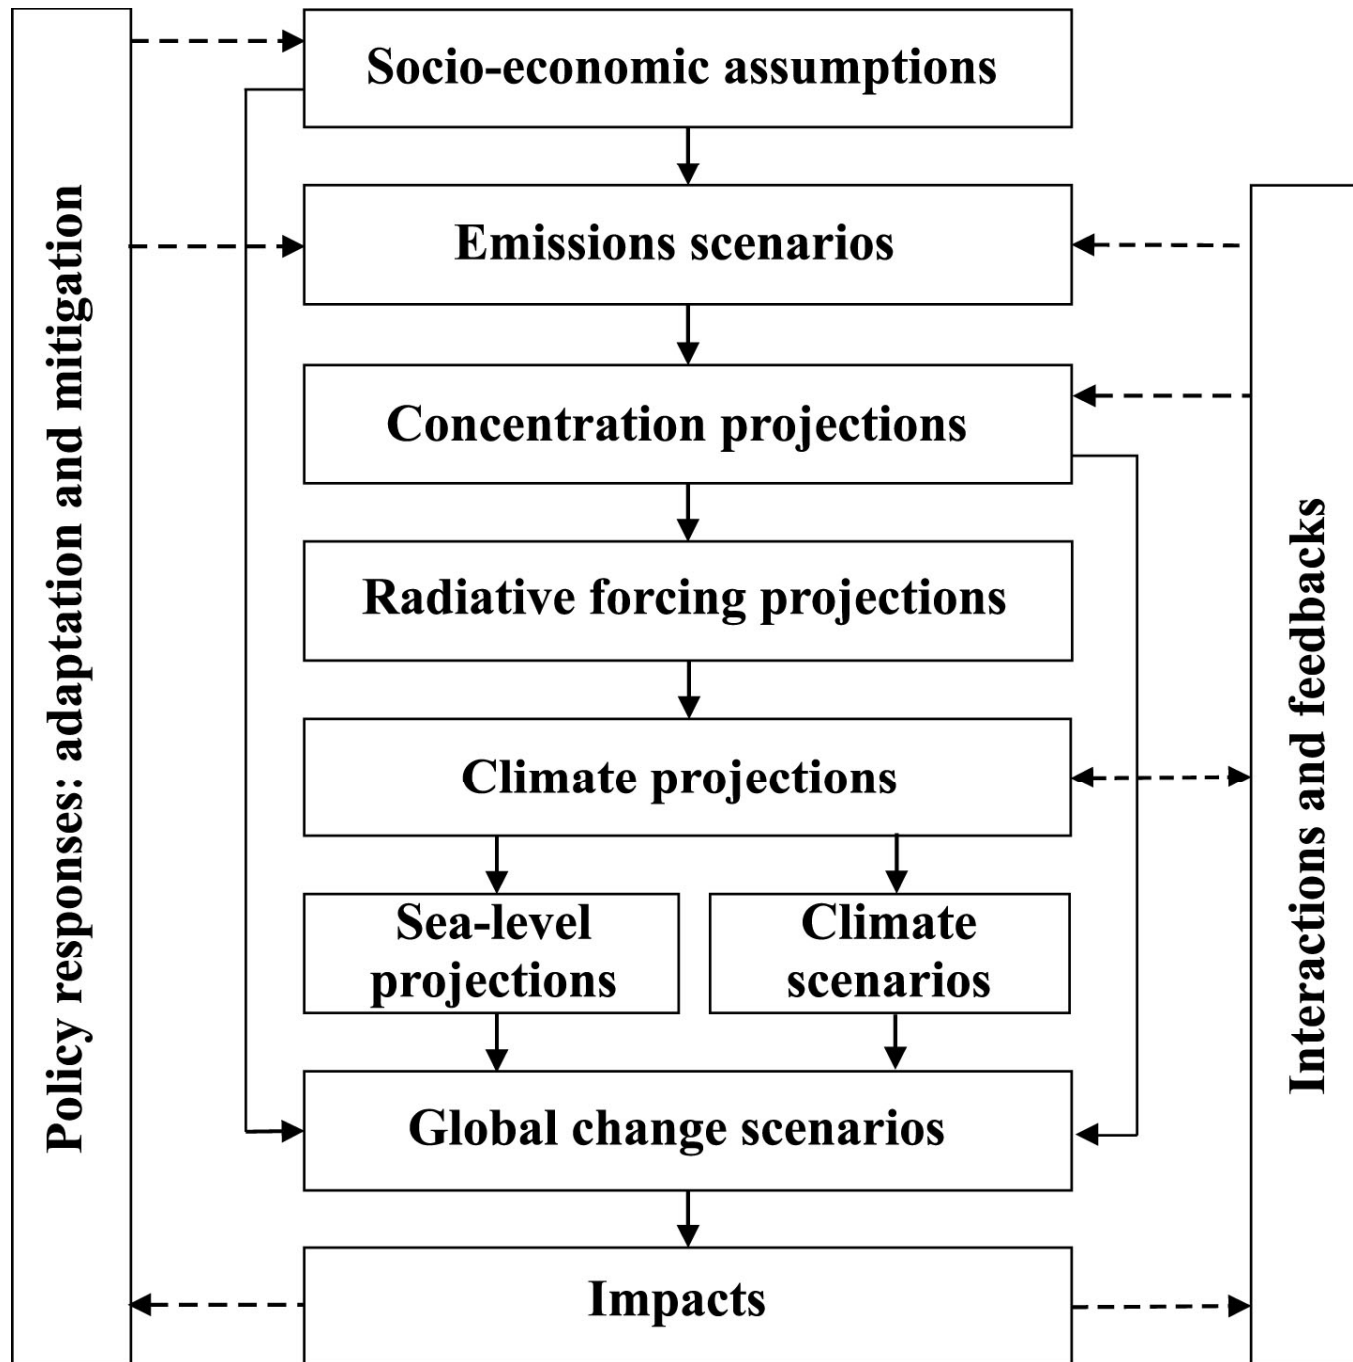 Socio-economic assumptions
Emissions scenarios
Concentration projections
Radiative forcing projections
Climate projections
Sea-level
projections
Climate
scenarios
Global change scenarios
Impacts
Policy responses: adaptation and mitigation
Interactions and feedbacks